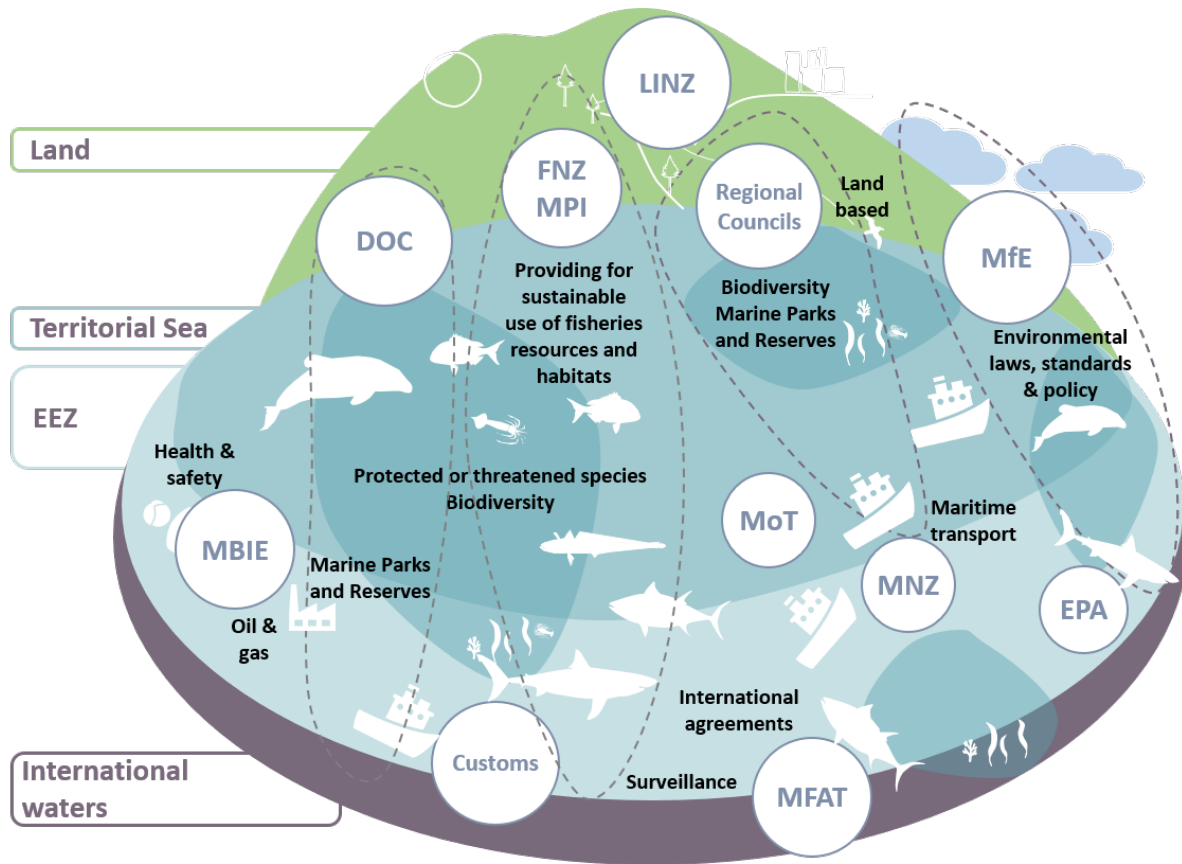 LINZ
Land
FNZ
MPI
Regional
Councils
Land
based
DOC
MfE
Providing for
sustainable
use of fisheries
resources and
habitats
Biodiversity
Marine Parks
and Reserves
Territorial Sea
Environmental
laws, standards
& policy
EEZ
Health &
safety
Protected or threatened species
Biodiversity
MBIE
MoT
Maritime
transport
Marine Parks
and Reserves
MNZ
EPA
Oil &
gas
International
agreements
Customs
Surveillance
MFAT
International
waters